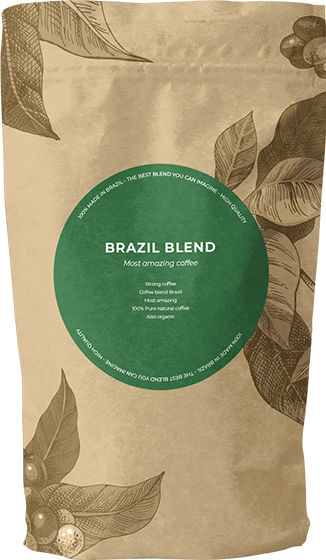 100% MADE IN BRAZIL - THE BEST BLEND YOU CAN IMAGINE - HIGH QUALITY
BRAZIL BLEND
Most amazing coffee
Strong coffee
Coffee blend Brazil
Most amazing
100% Pure natural coffee
Also organic
100% MADE IN BRAZIL - THE BEST BLEND YOU CAN IMAGINE - HIGH QUALITY